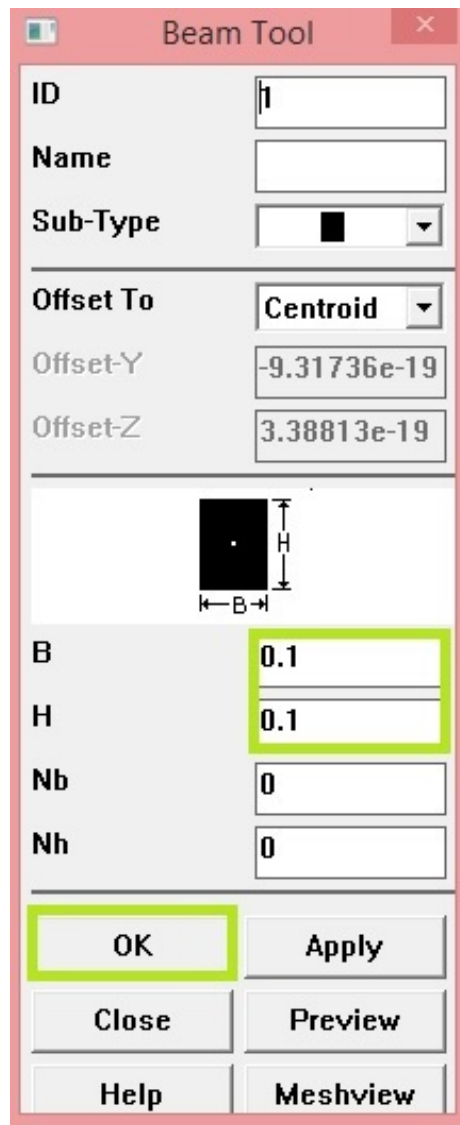 Beam Tool
ID 1
Name
Sub-Type
Offset To Centroid
Offset-Y -9.31736e-19
Offset-Z 3.38813e-19
H
B
B 0.1
H 0.1
Nb 0
Nh 0
OK Apply
Close Preview
Help Meshview